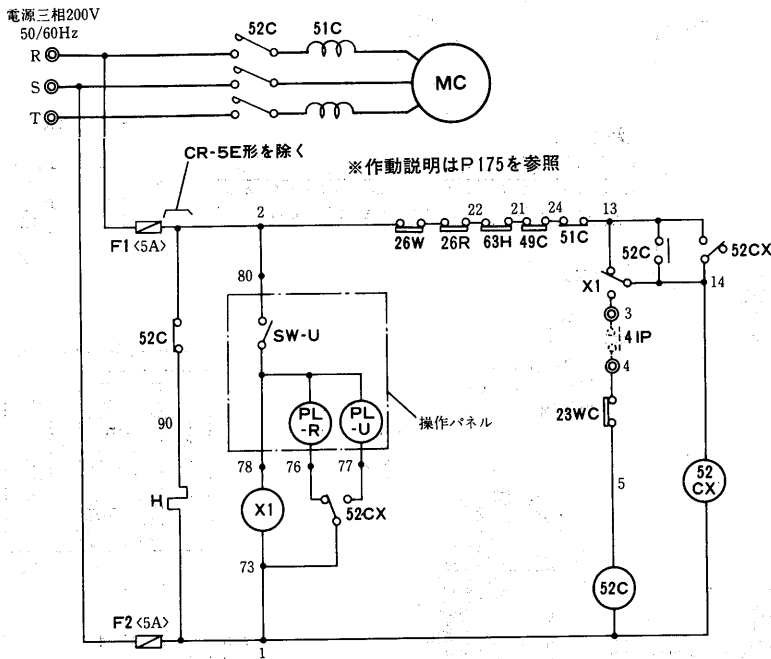 電源三相200V
50/60Hz
R
S
T
52C
51C
MC
CR-5E形を除く
※作動説明はP175を参照
F1<5A>
2
26W
26R
22
63H
21
49C
24
51C
13
52C
52CX
14
X1
80
SW-U
3
4IP
4
52C
PL
-R
PL
-U
操作パネル
23WC
90
78
76
77
52CX
5
52
CX
H
X1
73
52C
F2<5A>
1